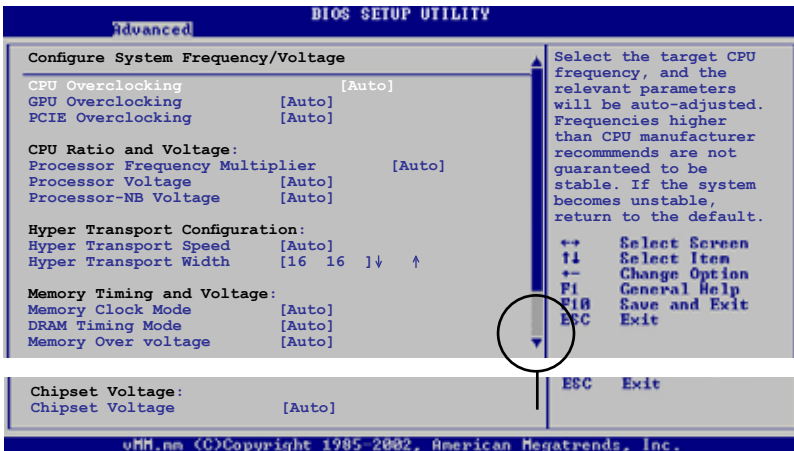 BIOS SETUP UTILITY
Advanced
Configure System Frequency/Voltage
CPU Overclocking [Auto]
GPU Overclocking [Auto]
PCIE Overclocking [Auto]
CPU Ratio and Voltage:
Processor Frequency Multiplier [Auto]
Processor Voltage [Auto]
Processor-NB Voltage [Auto]
Hyper Transport Configuration:
Hyper Transport Speed [Auto]
Hyper Transport Width [16 16 ]↓ ↑
Memory Timing and Voltage:
Memory Clock Mode [Auto]
DRAM Timing Mode [Auto]
Memory Over voltage [Auto]
Chipset Voltage:
Chipset Voltage [Auto]
Select the target CPU
frequency, and the
relevant parameters
will be auto-adjusted.
Frequencies higher
than CPU manufacturer
recommmends are not
guaranteed to be
stable. If the system
becomes unstable,
return to the default.
↔ Select Screen
↑↓ Select Item
+- Change Option
F1 General Help
F10 Save and Exit
ESC Exit
ESC Exit
vMM.mm (C)Copyright 1985-2002, American Megatrends, Inc.